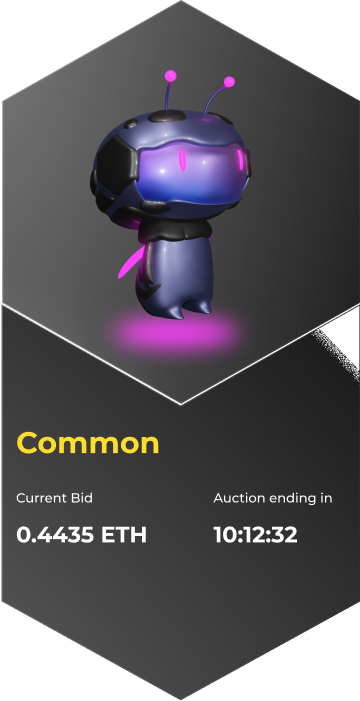 Common
Current Bid
Auction ending in
0.4435 ETH
10:12:32